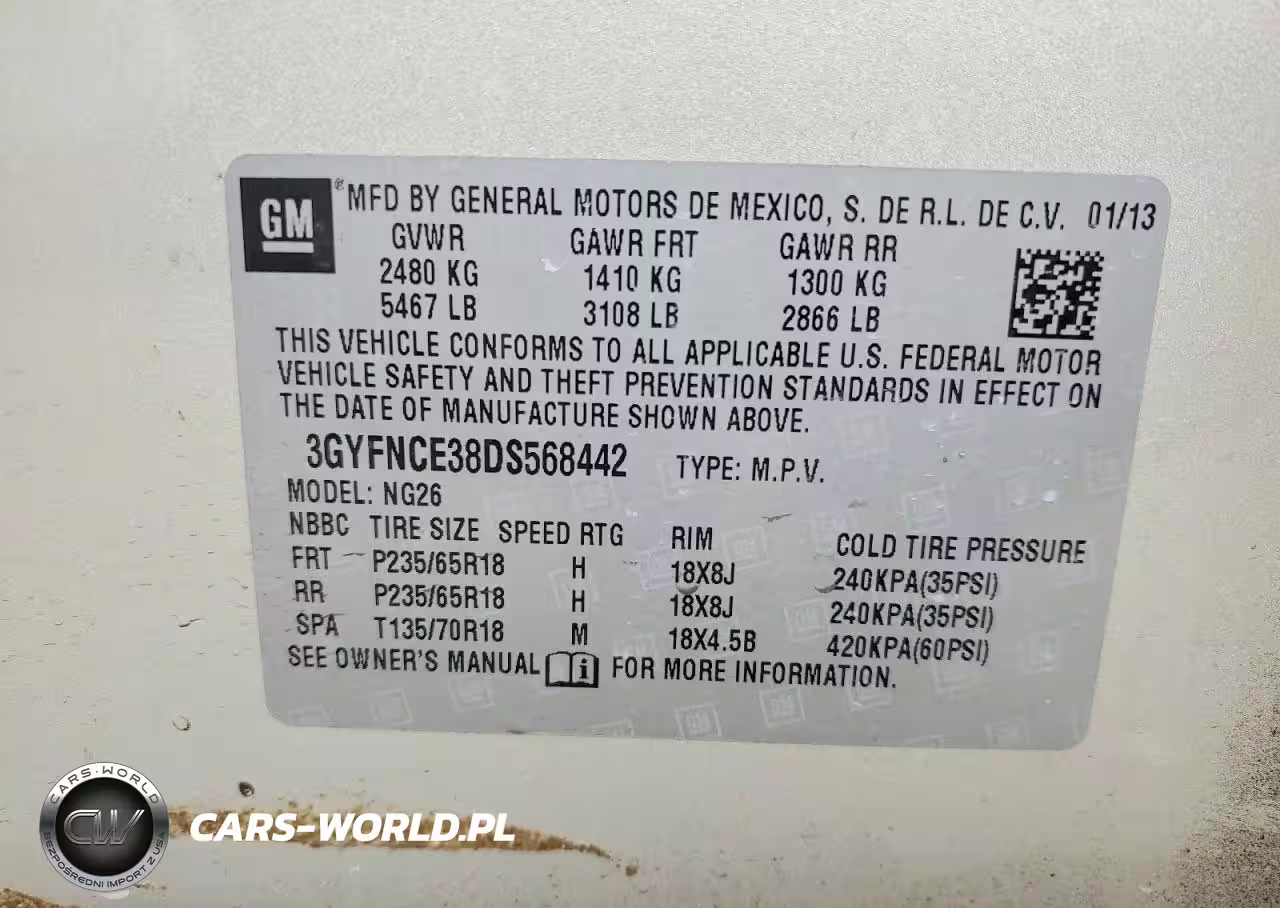 GM ® MFD BY GENERAL MOTORS DE MEXICO, S. DE R.L. DE C.V. 01/13
GVWR GAWR FRT GAWR RR
2480 KG 1410 KG 1300 KG
5467 LB 3108 LB 2866 LB
THIS VEHICLE CONFORMS TO ALL APPLICABLE U.S. FEDERAL MOTOR
VEHICLE SAFETY AND THEFT PREVENTION STANDARDS IN EFFECT ON
THE DATE OF MANUFACTURE SHOWN ABOVE.
3GYFNCE38DS568442 TYPE: M.P.V.
MODEL: NG26
NBBC TIRE SIZE SPEED RTG RIM COLD TIRE PRESSURE
FRT P235/65R18 H 18X8J 240KPA(35PSI)
RR P235/65R18 H 18X8J 240KPA(35PSI)
SPA T135/70R18 M 18X4.5B 420KPA(60PSI)
SEE OWNER'S MANUAL i FOR MORE INFORMATION.
CARS-WORLD
CW
BEZPOŚREDNI IMPORT Z USA
CARS-WORLD.PL